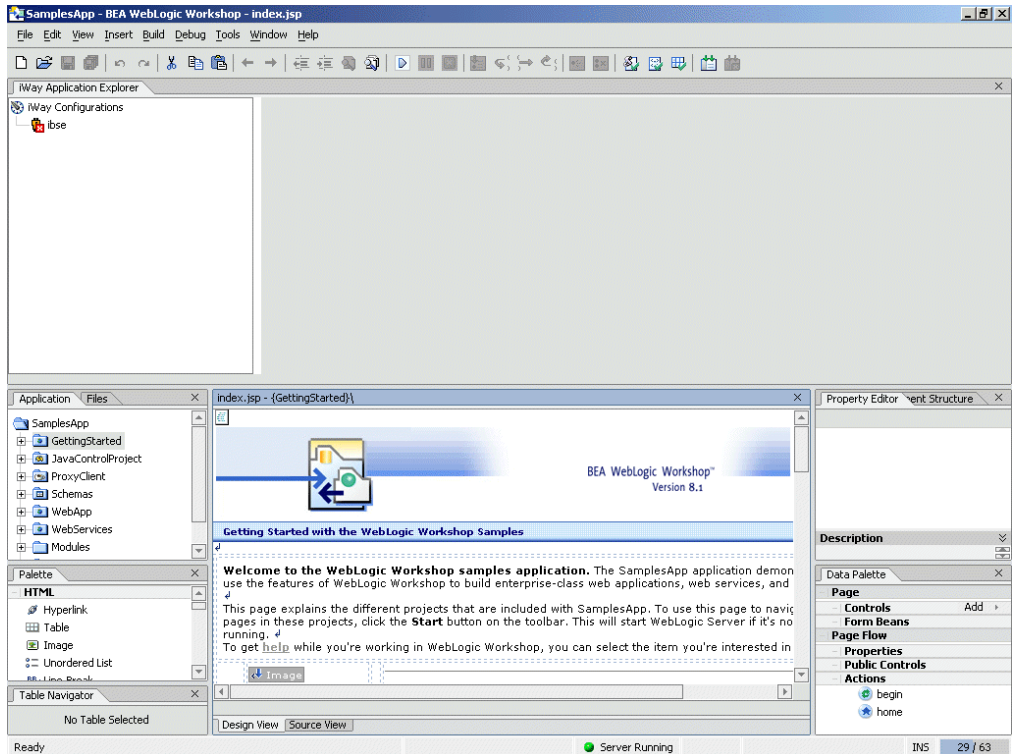 SamplesApp - BEA WebLogic Workshop - index.jsp
File Edit View Insert Build Debug Tools Window Help
iWay Application Explorer
iWay Configurations
ibse
Application Files
SamplesApp
GettingStarted
JavaControlProject
ProxyClient
Schemas
WebApp
WebServices
Modules
Palette
HTML
Hyperlink
Table
Image
Unordered List
Line Break
Table Navigator
No Table Selected
index.jsp - {GettingStarted}\
BEA WebLogic Workshop™
Version 8.1
Getting Started with the WebLogic Workshop Samples
Welcome to the WebLogic Workshop samples application. The SamplesApp application demon
use the features of WebLogic Workshop to build enterprise-class web applications, web services, and
This page explains the different projects that are included with SamplesApp. To use this page to navig
pages in these projects, click the Start button on the toolbar. This will start WebLogic Server if it's no
running.
To get help while you're working in WebLogic Workshop, you can select the item you're interested in
Image
Design View Source View
Property Editor ment Structure
Description
Data Palette
Page
Controls Add
Form Beans
Page Flow
Properties
Public Controls
Actions
begin
home
Ready
Server Running
INS 29 / 63